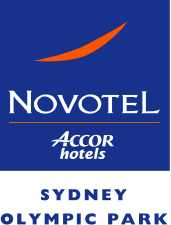 NOVOTEL
ACCOR
hotels
SYDNEY
OLYMPIC PARK